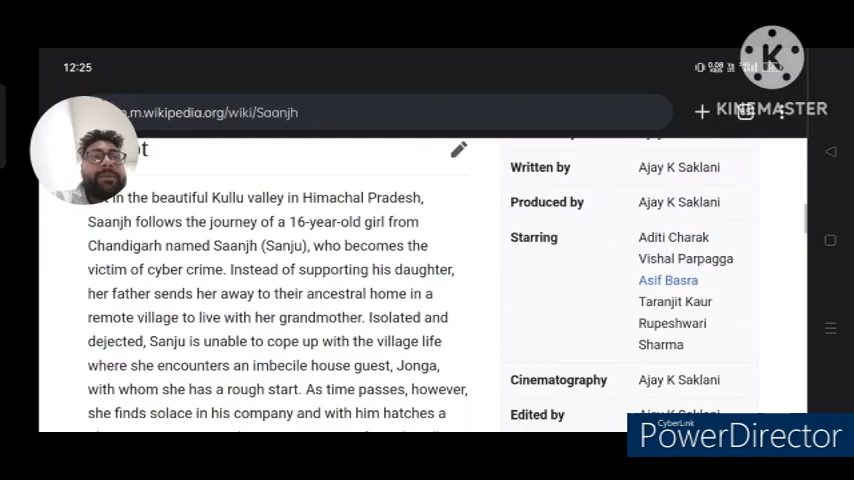 12:25
0.08
KINEMASTER
.m.wikipedia.org/wiki/Saanjh
ot
in the beautiful Kullu valley in Himachal Pradesh,
Saanjh follows the journey of a 16-year-old girl from
Chandigarh named Saanjh (Sanju), who becomes the
victim of cyber crime. Instead of supporting his daughter,
her father sends her away to their ancestral home in a
remote village to live with her grandmother. Isolated and
dejected, Sanju is unable to cope up with the village life
where she encounters an imbecile house guest, Jonga,
with whom she has a rough start. As time passes, however,
she finds solace in his company and with him hatches a
Written by Ajay K Saklani
Produced by Ajay K Saklani
Starring Aditi Charak
Vishal Parpagga
Asif Basra
Taranjit Kaur
Rupeshwari
Sharma
Cinematography Ajay K Saklani
Edited by
CyberLink
PowerDirector